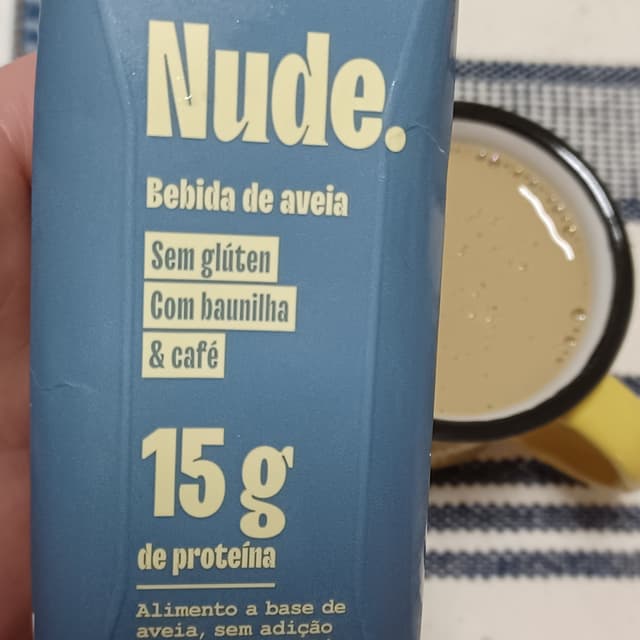 Nude.
Bebida de aveia
Sem glúten
Com baunilha
& café
15 g
de proteína
Alimento a base de
aveia, sem adição